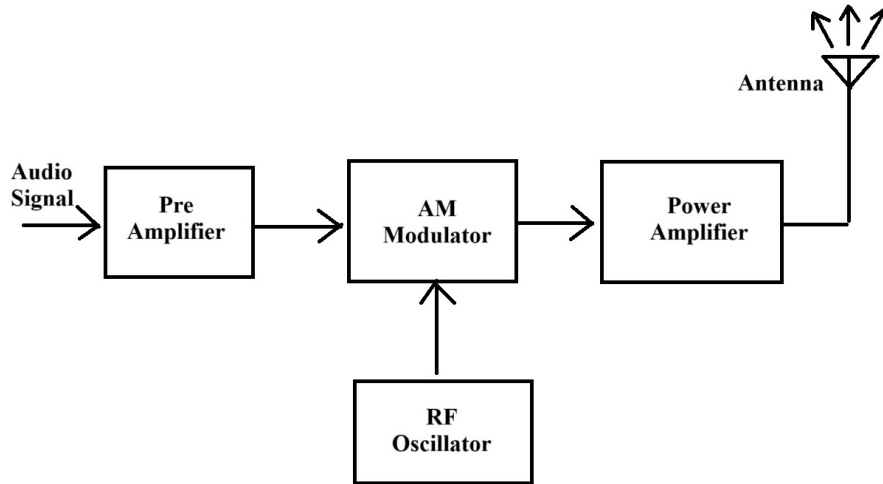 Audio
Signal
Pre
Amplifier
AM
Modulator
Power
Amplifier
Antenna
RF
Oscillator